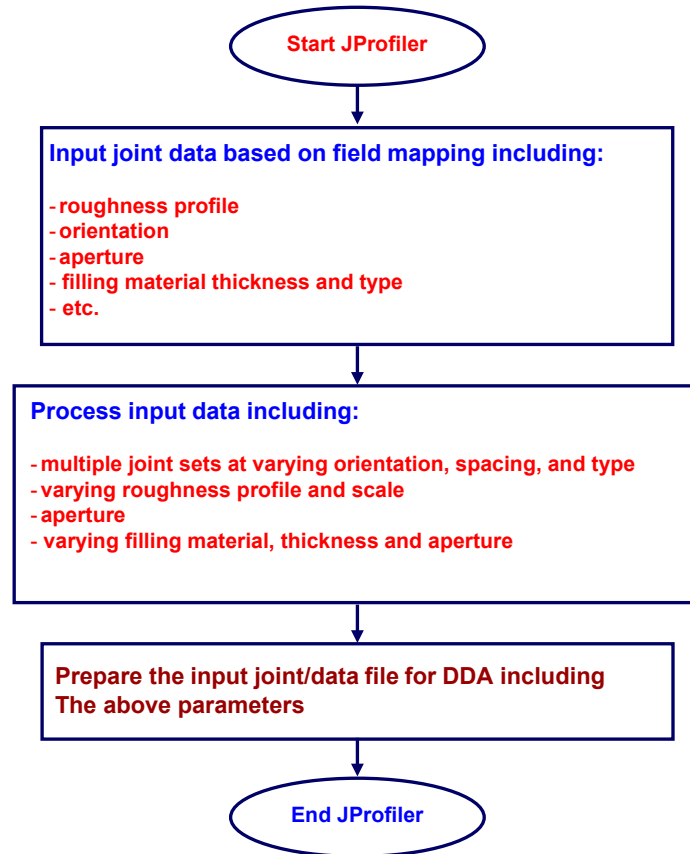 Start JProfiler
Input joint data based on field mapping including:
- roughness profile
- orientation
- aperture
- filling material thickness and type
- etc.
Process input data including:
- multiple joint sets at varying orientation, spacing, and type
- varying roughness profile and scale
- aperture
- varying filling material, thickness and aperture
Prepare the input joint/data file for DDA including
The above parameters
End JProfiler